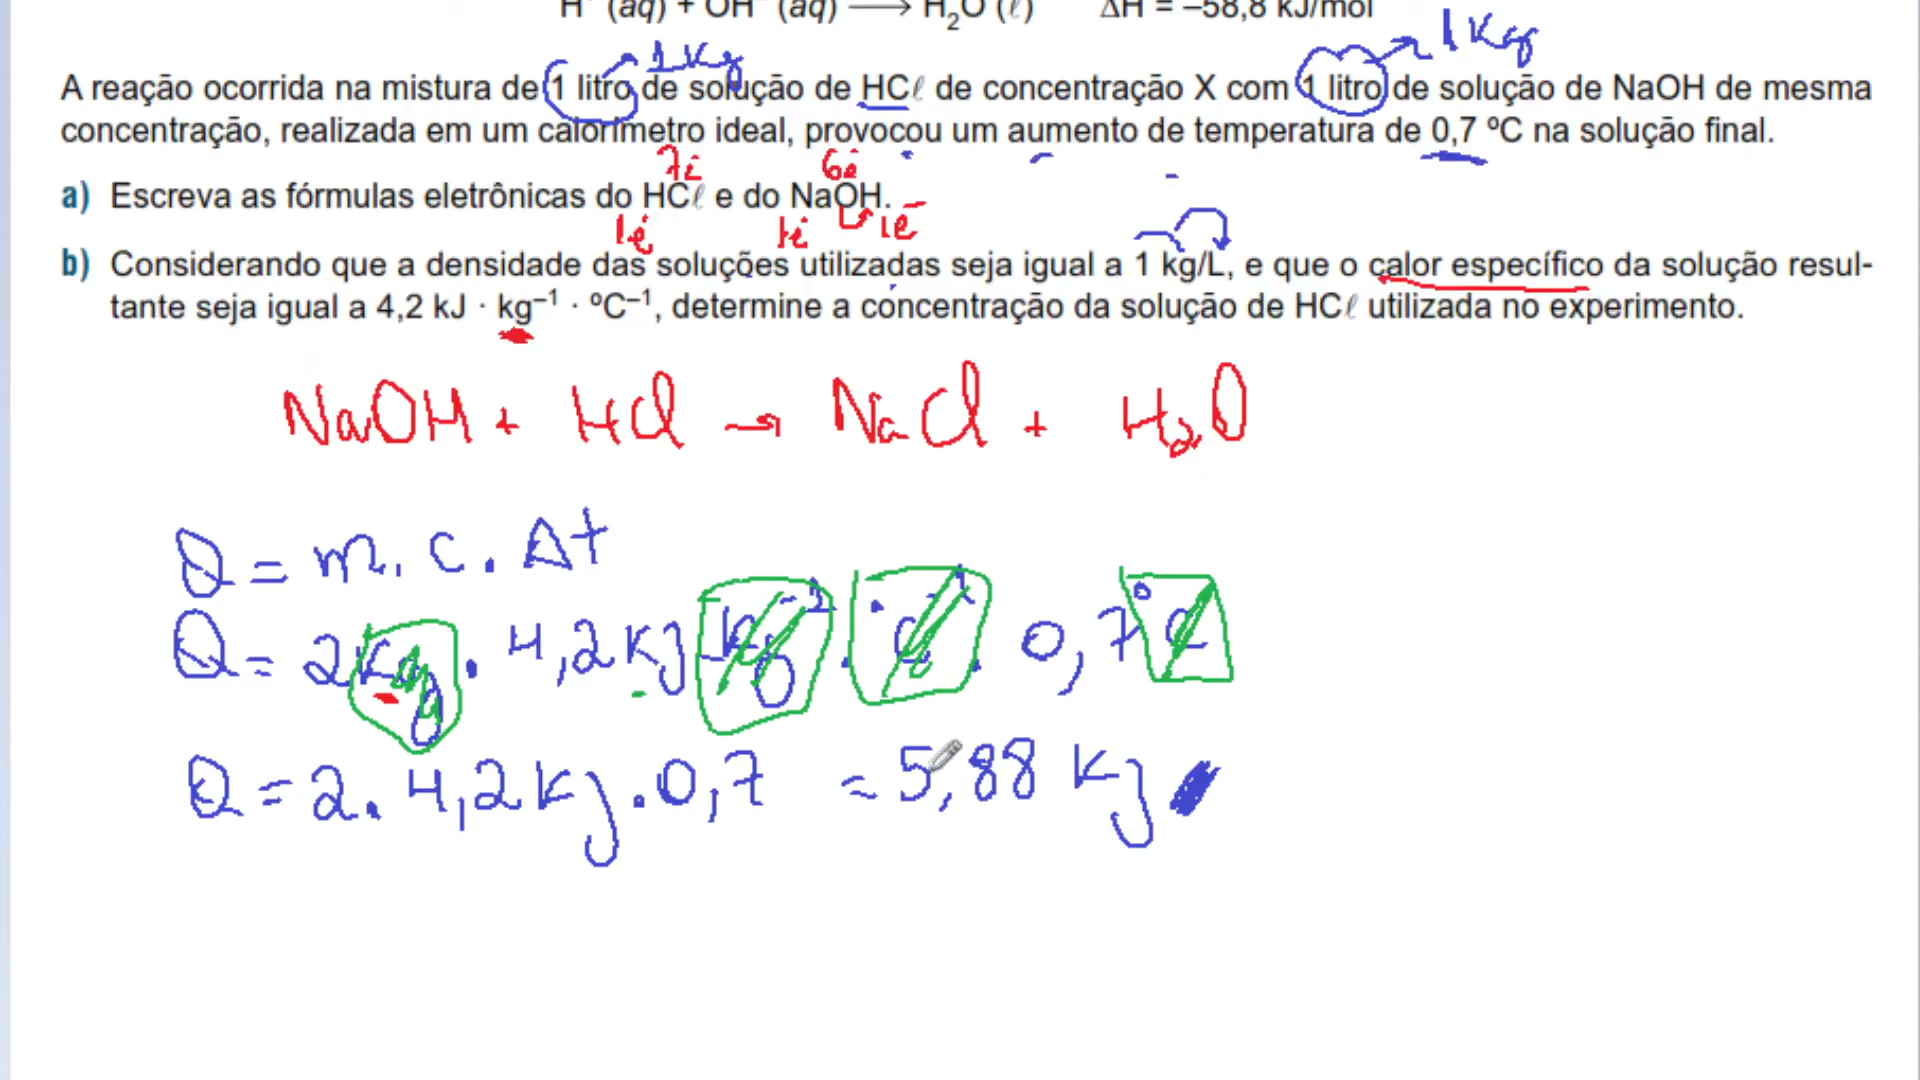 H⁺ (aq) + OH⁻ (aq) ⟶ H₂O (ℓ) ΔH = –58,8 kJ/mol
1Kg 1Kg
A reação ocorrida na mistura de 1 litro de solução de HCℓ de concentração X com 1 litro de solução de NaOH de mesma
concentração, realizada em um calorímetro ideal, provocou um aumento de temperatura de 0,7 ºC na solução final.
7é 6é
a) Escreva as fórmulas eletrônicas do HCℓ e do NaOH.
1é 1é 1é
b) Considerando que a densidade das soluções utilizadas seja igual a 1 kg/L, e que o calor específico da solução resul-
tante seja igual a 4,2 kJ · kg⁻¹ · ºC⁻¹, determine a concentração da solução de HCℓ utilizada no experimento.
NaOH + HCl → NaCl + H₂O
Q = m. c. Δt
Q = 2Kg . 4,2 Kj Kg⁻¹ . °C⁻¹ . 0,7 °C
Q = 2. 4,2 Kj . 0,7 = 5,88 Kj